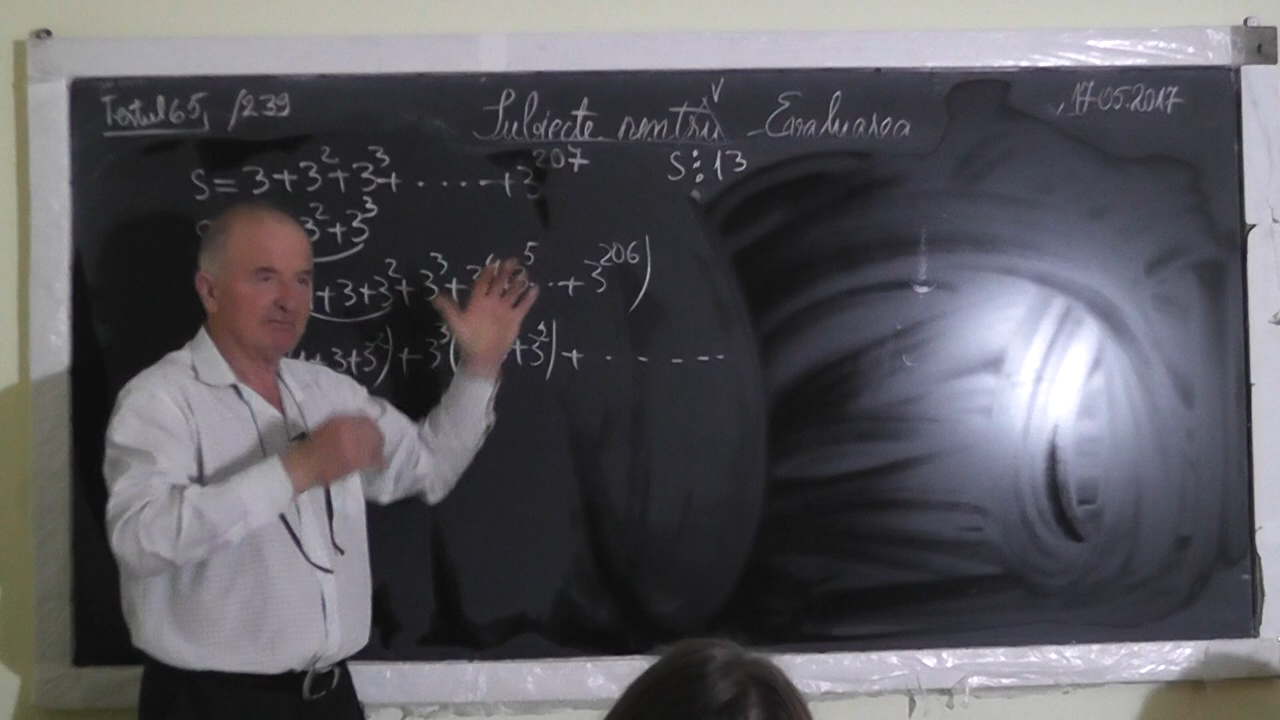 Testul 65, /239
Subiecte pentru V Evaluarea
17.05.2017
S = 3 + 3² + 3³ + ...... + 3²⁰⁷
S ⋮ 13
3² + 3³
+ 3 + 3² + 3³ + 3⁴ 3⁵ ... + 3²⁰⁶)
+ 3 + 3²) + 3³( + 3²) + . . - - - -